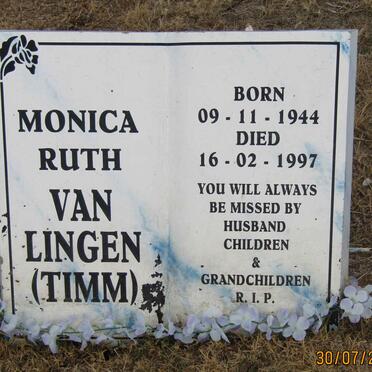 MONICA
RUTH
VAN
LINGEN
(TIMM)
BORN
09 - 11 - 1944
DIED
16 - 02 - 1997
YOU WILL ALWAYS
BE MISSED BY
HUSBAND
CHILDREN
&
GRANDCHILDREN
R. I. P.
30/07/2